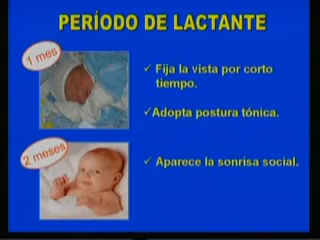 PERÍODO DE LACTANTE
1 mes
✓ Fija la vista por corto
tiempo.
✓Adopta postura tónica.
2 meses
✓ Aparece la sonrisa social.